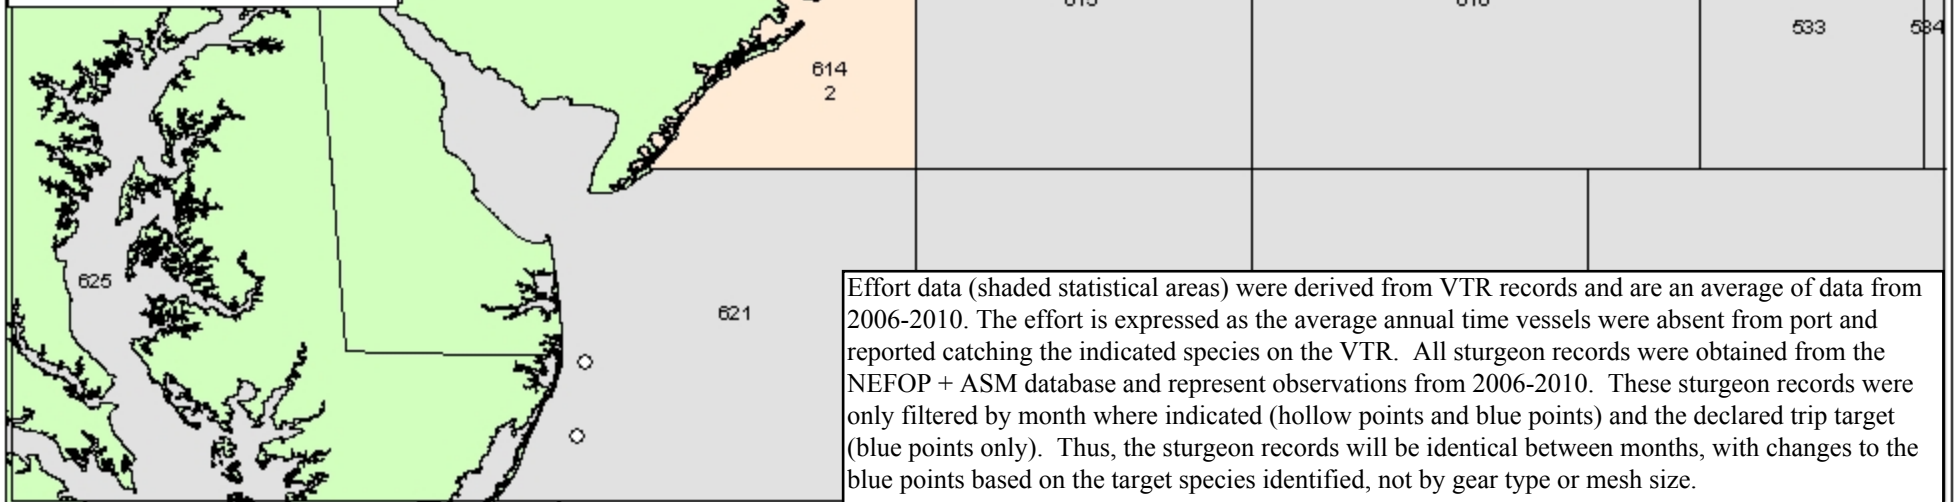 533
614
2
625
621
Effort data (shaded statistical areas) were derived from VTR records and are an average of data from
2006-2010. The effort is expressed as the average annual time vessels were absent from port and
reported catching the indicated species on the VTR.  All sturgeon records were obtained from the
NEFOP + ASM database and represent observations from 2006-2010.  These sturgeon records were
only filtered by month where indicated (hollow points and blue points) and the declared trip target
(blue points only).  Thus, the sturgeon records will be identical between months, with changes to the
blue points based on the target species identified, not by gear type or mesh size.